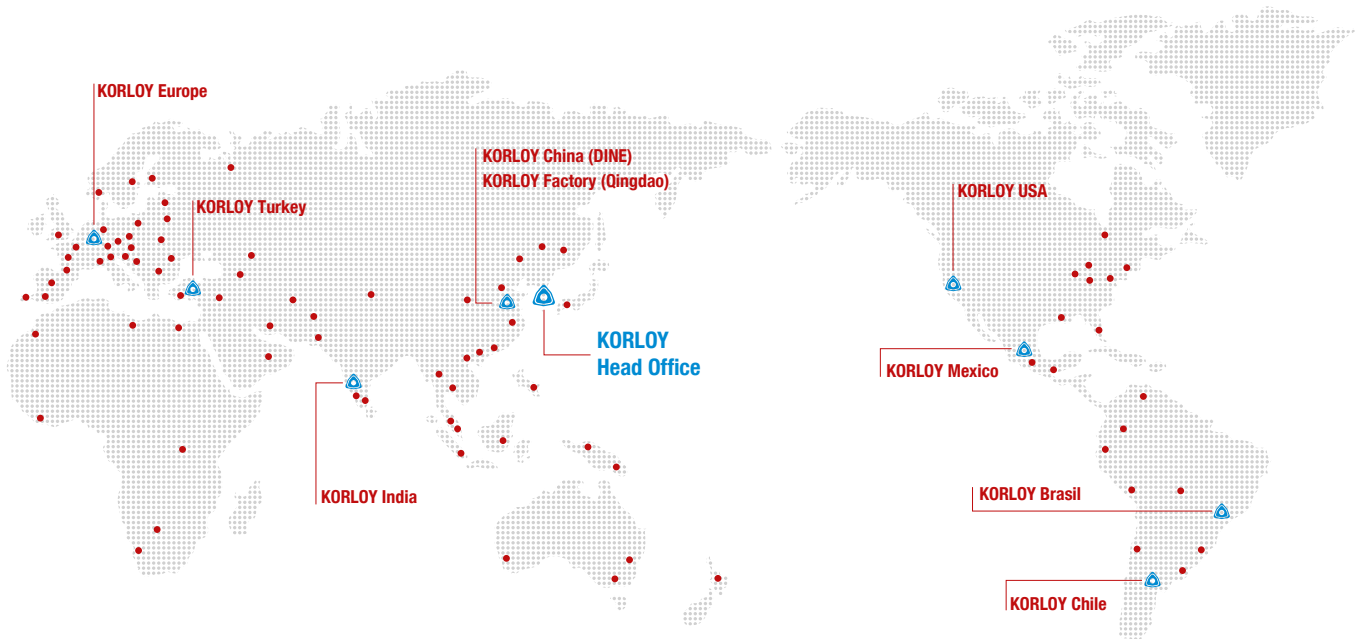 KORLOY Europe
KORLOY China (DINE)
KORLOY Factory (Qingdao)
KORLOY USA
KORLOY Turkey
KORLOY
Head Office
KORLOY Mexico
KORLOY India
KORLOY Brasil
KORLOY Chile